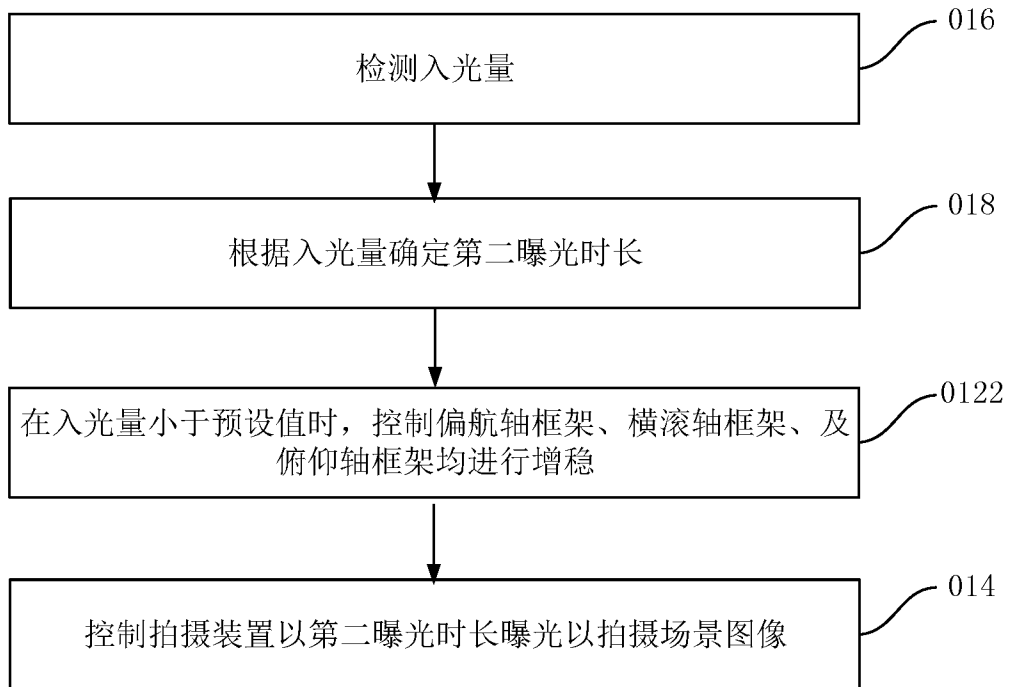 016
检测入光量
018
根据入光量确定第二曝光时长
0122
在入光量小于预设值时，控制偏航轴框架、横滚轴框架、及
俯仰轴框架均进行增稳
014
控制拍摄装置以第二曝光时长曝光以拍摄场景图像